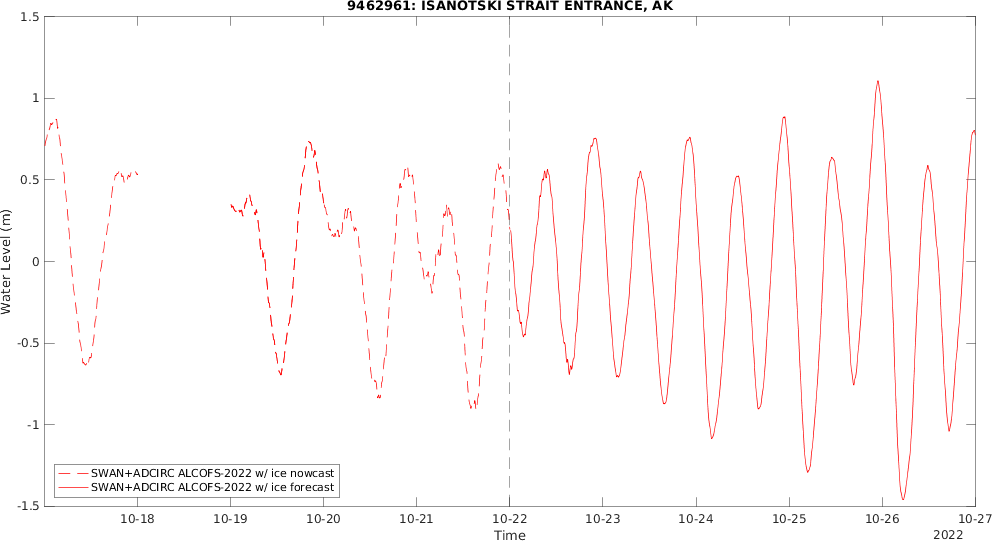 9462961: ISANOTSKI STRAIT ENTRANCE, AK
1.5
1
0.5
0
-0.5
-1
-1.5
Water Level (m)
SWAN+ADCIRC ALCOFS-2022 w/ ice nowcast
SWAN+ADCIRC ALCOFS-2022 w/ ice forecast
10-18 10-19 10-20 10-21 10-22 10-23 10-24 10-25 10-26 10-27
Time
2022